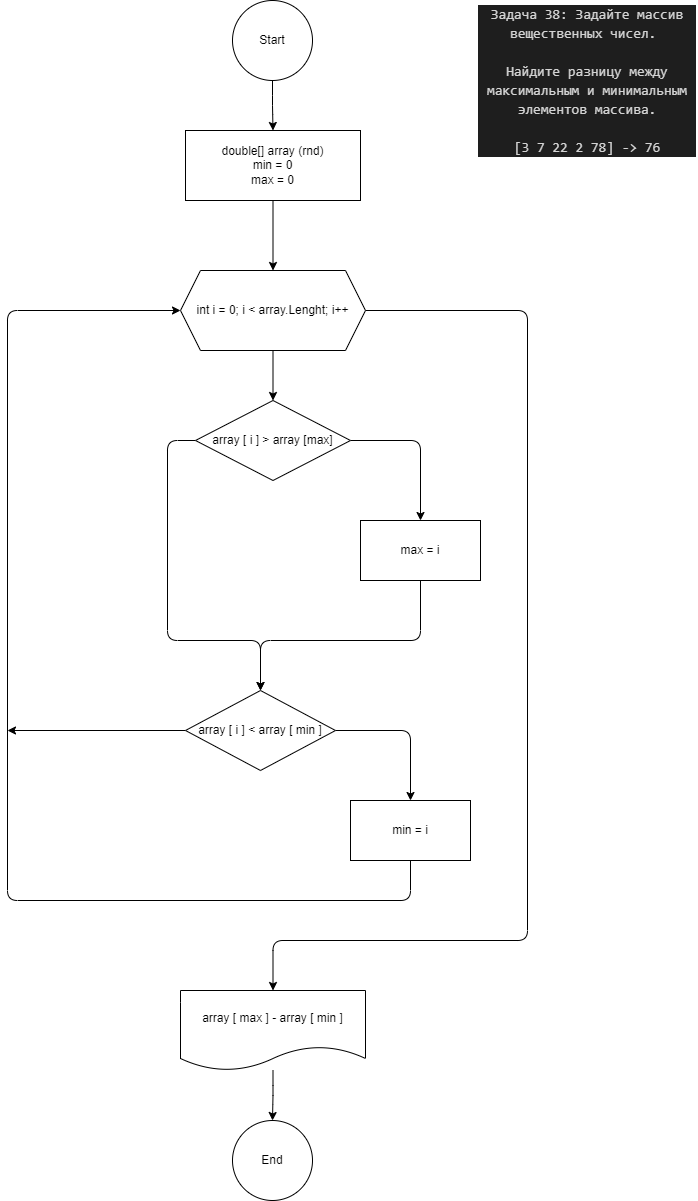 Start
Задача 38: Задайте массив
вещественных чисел.
Найдите разницу между
максимальным и минимальным
элементов массива.
[3 7 22 2 78] -> 76
double[] array (rnd)
min = 0
max = 0
int i = 0; i < array.Lenght; i++
array [ i ] > array [max]
max = i
array [ i ] < array [ min ]
min = i
array [ max ] - array [ min ]
End